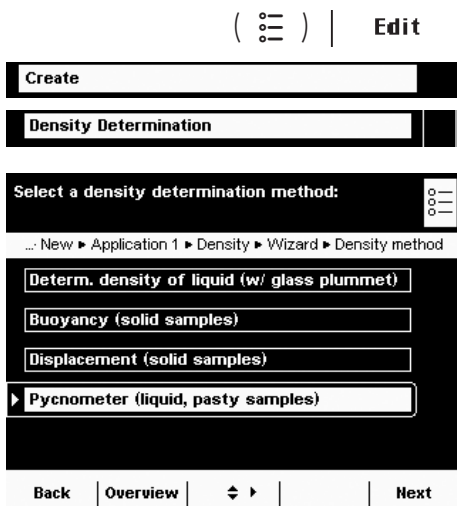 ( ) | Edit
Create
Density Determination
Select a density determination method:
...· New ▸ Application 1 ▸ Density ▸ Wizard ▸ Density method
Determ. density of liquid (w/ glass plummet)
Buoyancy (solid samples)
Displacement (solid samples)
Pycnometer (liquid, pasty samples)
Back | Overview | | | Next